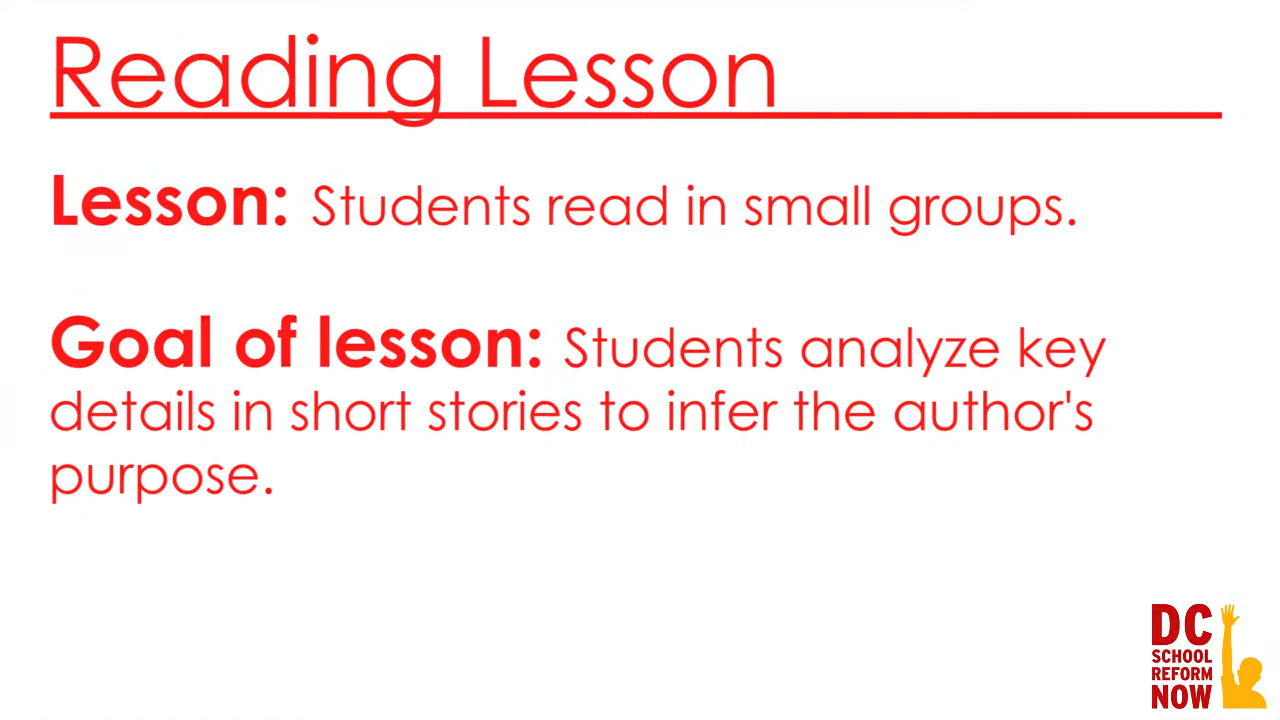 Reading Lesson
Lesson: Students read in small groups.
Goal of lesson: Students analyze key
details in short stories to infer the author's
purpose.
DC
SCHOOL
REFORM
NOW